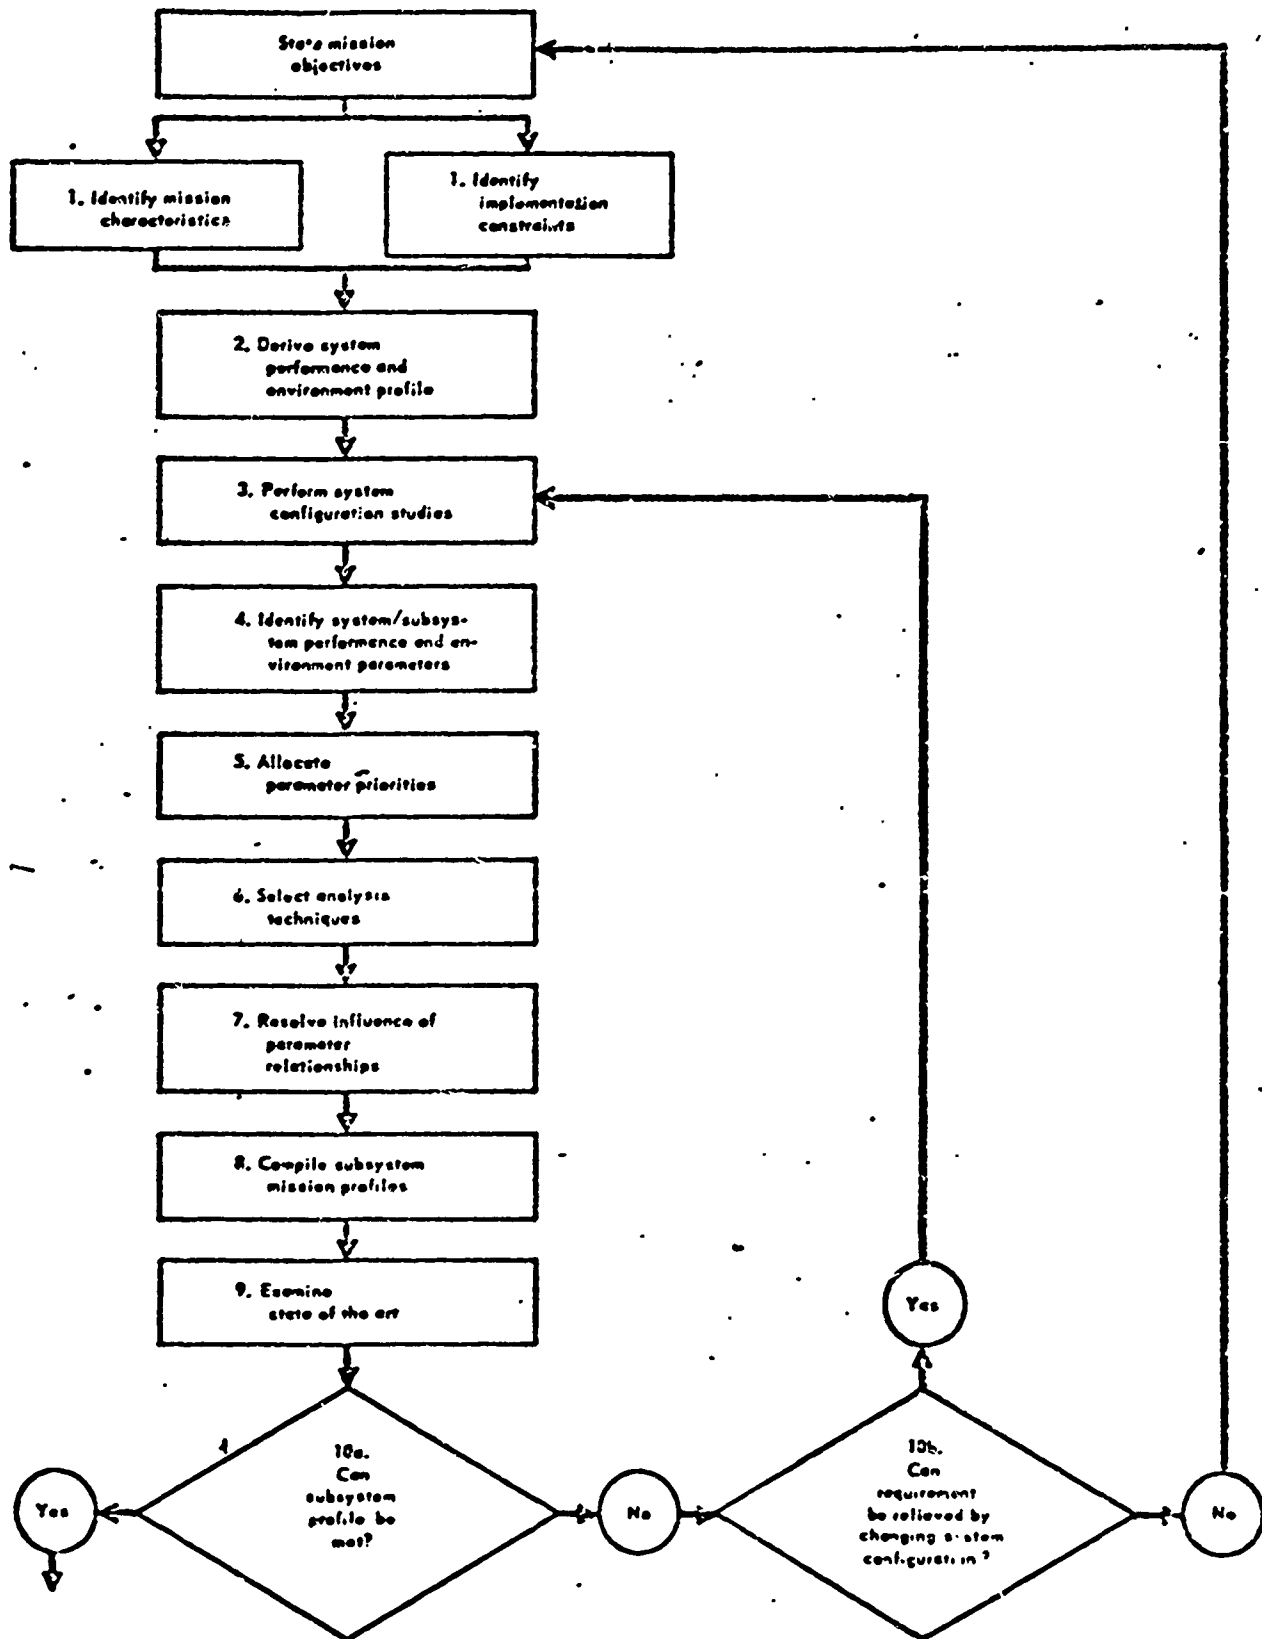 State mission
objectives
1. Identify mission
characteristics
1. Identify
implementation
constraints
2. Derive system
performance and
environment profile
3. Perform system
configuration studies
4. Identify system/subsys-
tem performance and en-
vironment parameters
5. Allocate
parameter priorities
6. Select analysis
techniques
7. Resolve influence of
parameter
relationships
8. Compile subsystem
mission profiles
9. Examine
state of the art
Yes
10a.
Can
subsystem
profile be
met?
Yes
No
10b.
Can
requirement
be relieved by
changing system
configuration?
No